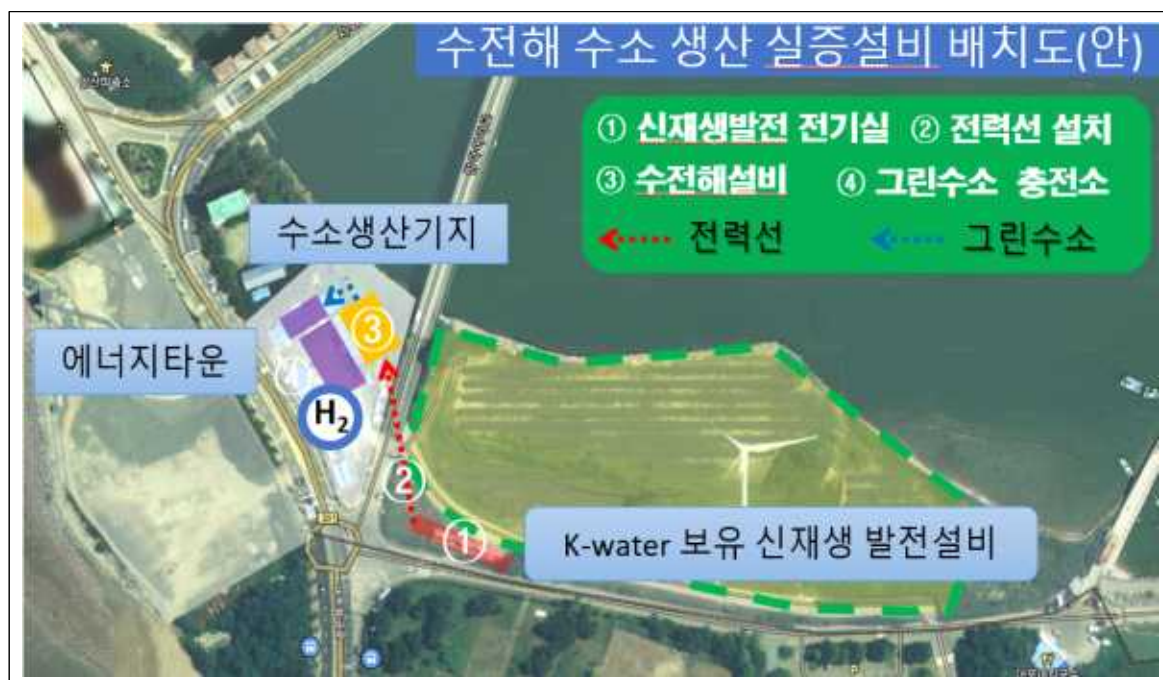 수전해 수소 생산 실증설비 배치도(안)
① 신재생발전 전기실 ② 전력선 설치
③ 수전해설비 ④ 그린수소 충전소
전력선 그린수소
수소생산기지
에너지타운
③
H₂
②
①
K-water 보유 신재생 발전설비